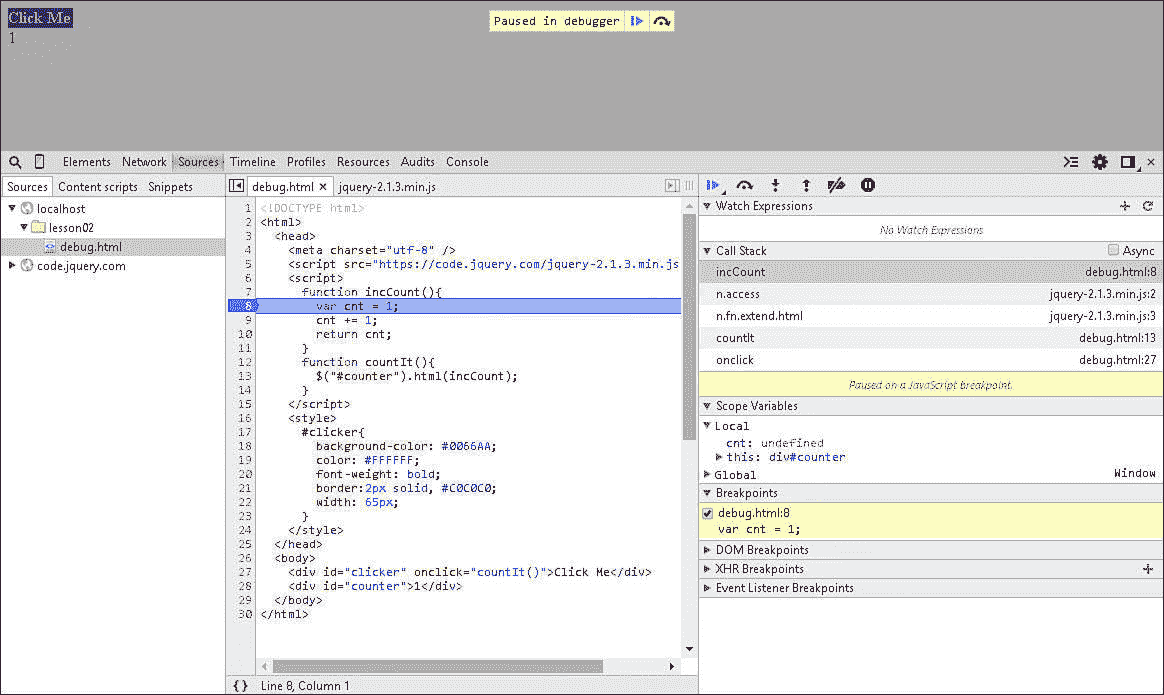 Click Me
1
Paused in debugger
Elements Network Sources Timeline Profiles Resources Audits Console
Sources Content scripts Snippets
localhost
lesson02
debug.html
code.jquery.com
debug.html × jquery-2.1.3.min.js
1 <!DOCTYPE html>
2 <html>
3 <head>
4 <meta charset="utf-8" />
5 <script src="https://code.jquery.com/jquery-2.1.3.min.js
6 <script>
7 function incCount(){
8 var cnt = 1;
9 cnt += 1;
10 return cnt;
11 }
12 function countIt(){
13 $("#counter").html(incCount);
14 }
15 </script>
16 <style>
17 #clicker{
18 background-color: #0066AA;
19 color: #FFFFFF;
20 font-weight: bold;
21 border:2px solid, #C0C0C0;
22 width: 65px;
23 }
24 </style>
25 </head>
26 <body>
27 <div id="clicker" onclick="countIt()">Click Me</div>
28 <div id="counter">1</div>
29 </body>
30 </html>
{} Line 8, Column 1
Watch Expressions
No Watch Expressions
Call Stack Async
incCount debug.html:8
n.access jquery-2.1.3.min.js:2
n.fn.extend.html jquery-2.1.3.min.js:3
countIt debug.html:13
onclick debug.html:27
Paused on a JavaScript breakpoint.
Scope Variables
Local
cnt: undefined
this: div#counter
Global Window
Breakpoints
debug.html:8
var cnt = 1;
DOM Breakpoints
XHR Breakpoints
Event Listener Breakpoints